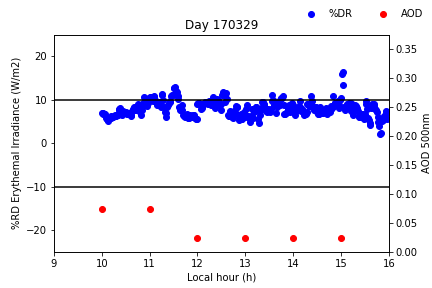 %DR AOD
Day 170329
%RD Erythemal Irradiance (W/m2)
20
10
0
−10
−20
0.35
0.30
0.25
0.20
0.15
0.10
0.05
0.00
AOD 500nm
9 10 11 12 13 14 15 16
Local hour (h)